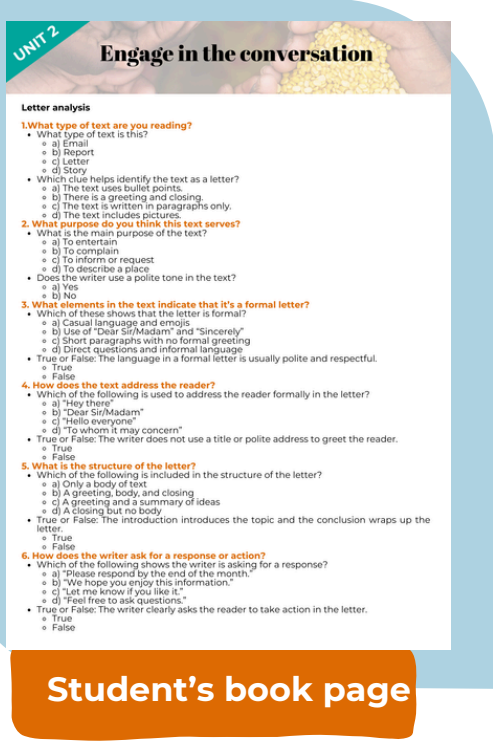 UNIT 2
Engage in the conversation
Letter analysis
1.What type of text are you reading?
• What type of text is this?
◦ a) Email
◦ b) Report
◦ c) Letter
◦ d) Story
• Which clue helps identify the text as a letter?
◦ a) The text uses bullet points.
◦ b) There is a greeting and closing.
◦ c) The text is written in paragraphs only.
◦ d) The text includes pictures.
2. What purpose do you think this text serves?
• What is the main purpose of the text?
◦ a) To entertain
◦ b) To complain
◦ c) To inform or request
◦ d) To describe a place
• Does the writer use a polite tone in the text?
◦ a) Yes
◦ b) No
3. What elements in the text indicate that it’s a formal letter?
• Which of these shows that the letter is formal?
◦ a) Casual language and emojis
◦ b) Use of “Dear Sir/Madam” and “Sincerely”
◦ c) Short paragraphs with no formal greeting
◦ d) Direct questions and informal language
• True or False: The language in a formal letter is usually polite and respectful.
◦ True
◦ False
4. How does the text address the reader?
• Which of the following is used to address the reader formally in the letter?
◦ a) “Hey there”
◦ b) “Dear Sir/Madam”
◦ c) “Hello everyone”
◦ d) “To whom it may concern”
• True or False: The writer does not use a title or polite address to greet the reader.
◦ True
◦ False
5. What is the structure of the letter?
• Which of the following is included in the structure of the letter?
◦ a) Only a body of text
◦ b) A greeting, body, and closing
◦ c) A greeting and a summary of ideas
◦ d) A closing but no body
• True or False: The introduction introduces the topic and the conclusion wraps up the
letter.
◦ True
◦ False
6. How does the writer ask for a response or action?
• Which of the following shows the writer is asking for a response?
◦ a) “Please respond by the end of the month.”
◦ b) “We hope you enjoy this information.”
◦ c) “Let me know if you like it.”
◦ d) “Feel free to ask questions.”
• True or False: The writer clearly asks the reader to take action in the letter.
◦ True
◦ False
Student’s book page